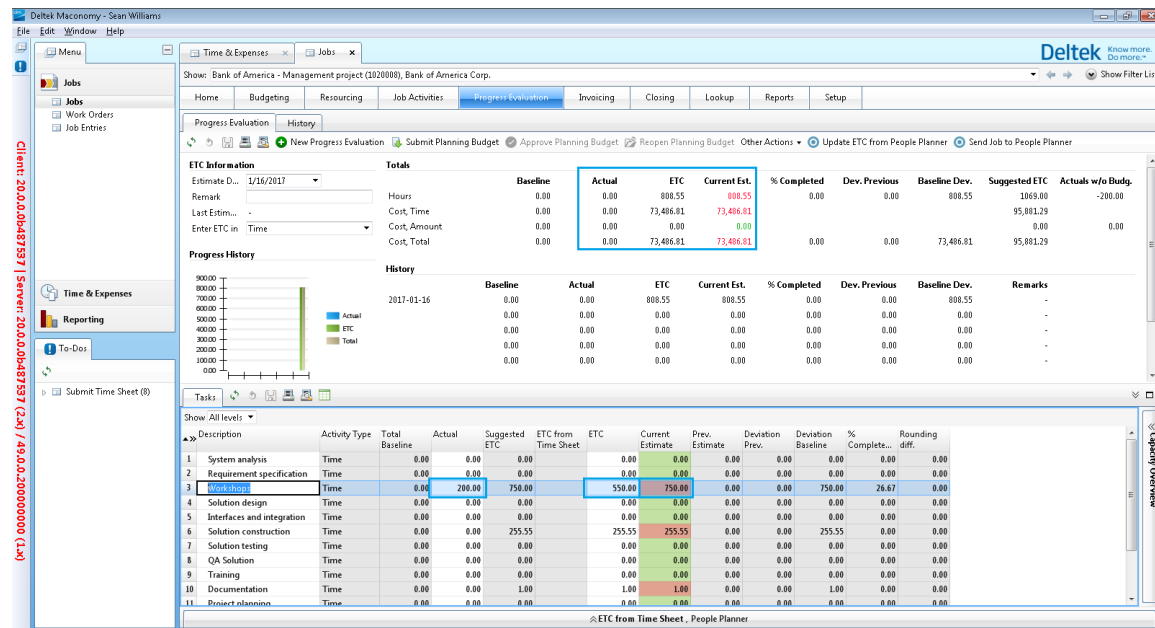 Deltek Maconomy - Sean Williams
File Edit Window Help
Menu
Jobs
Jobs
Work Orders
Job Entries
Time & Expenses
Reporting
To-Dos
Submit Time Sheet (8)
Client: 20.0.0.0b487537 | Server: 20.0.0.0b487537 (2.x) / 49.0.0.200000000 (1.x)
Time & Expenses Jobs
Deltek Know more. Do more.™
Show: Bank of America - Management project (1020008), Bank of America Corp. Show Filter Lis
Home Budgeting Resourcing Job Activities Progress Evaluation Invoicing Closing Lookup Reports Setup
Progress Evaluation History
New Progress Evaluation Submit Planning Budget Approve Planning Budget Reopen Planning Budget Other Actions Update ETC from People Planner Send Job to People Planner
ETC Information
Estimate D... 1/16/2017
Remark
Last Estim... -
Enter ETC in Time
Progress History
900.00
800.00
700.00
600.00
500.00
400.00
300.00
200.00
100.00
0.00
Actual
ETC
Total
Totals
Baseline Actual ETC Current Est. % Completed Dev. Previous Baseline Dev. Suggested ETC Actuals w/o Budg.
Hours 0.00 0.00 808.55 808.55 0.00 0.00 808.55 1069.00 -200.00
Cost, Time 0.00 0.00 73,486.81 73,486.81 95,881.29
Cost, Amount 0.00 0.00 0.00 0.00 0.00 0.00
Cost, Total 0.00 0.00 73,486.81 73,486.81 0.00 0.00 73,486.81 95,881.29
History
Baseline Actual ETC Current Est. % Completed Dev. Previous Baseline Dev. Remarks
2017-01-16 0.00 0.00 808.55 808.55 0.00 0.00 808.55 -
0.00 0.00 0.00 0.00 0.00 0.00 0.00 -
0.00 0.00 0.00 0.00 0.00 0.00 0.00 -
0.00 0.00 0.00 0.00 0.00 0.00 0.00 -
0.00 0.00 0.00 0.00 0.00 0.00 0.00 -
Tasks
Show All levels
Description Activity Type Total Baseline Actual Suggested ETC ETC from Time Sheet ETC Current Estimate Prev. Estimate Deviation Prev. Deviation Baseline % Complete... Rounding diff.
1 System analysis Time 0.00 0.00 0.00 0.00 0.00 0.00 0.00 0.00 0.00 0.00
2 Requirement specification Time 0.00 0.00 0.00 0.00 0.00 0.00 0.00 0.00 0.00 0.00
3 Workshops Time 0.00 200.00 750.00 550.00 750.00 0.00 0.00 750.00 26.67 0.00
4 Solution design Time 0.00 0.00 0.00 0.00 0.00 0.00 0.00 0.00 0.00 0.00
5 Interfaces and integration Time 0.00 0.00 0.00 0.00 0.00 0.00 0.00 0.00 0.00 0.00
6 Solution construction Time 0.00 0.00 255.55 255.55 255.55 0.00 0.00 255.55 0.00 0.00
7 Solution testing Time 0.00 0.00 0.00 0.00 0.00 0.00 0.00 0.00 0.00 0.00
8 QA Solution Time 0.00 0.00 0.00 0.00 0.00 0.00 0.00 0.00 0.00 0.00
9 Training Time 0.00 0.00 0.00 0.00 0.00 0.00 0.00 0.00 0.00 0.00
10 Documentation Time 0.00 0.00 1.00 1.00 1.00 0.00 0.00 1.00 0.00 0.00
11 Project planning Time 0.00 0.00 0.00 0.00 0.00 0.00 0.00 0.00 0.00 0.00
Capacity Overview
ETC from Time Sheet , People Planner